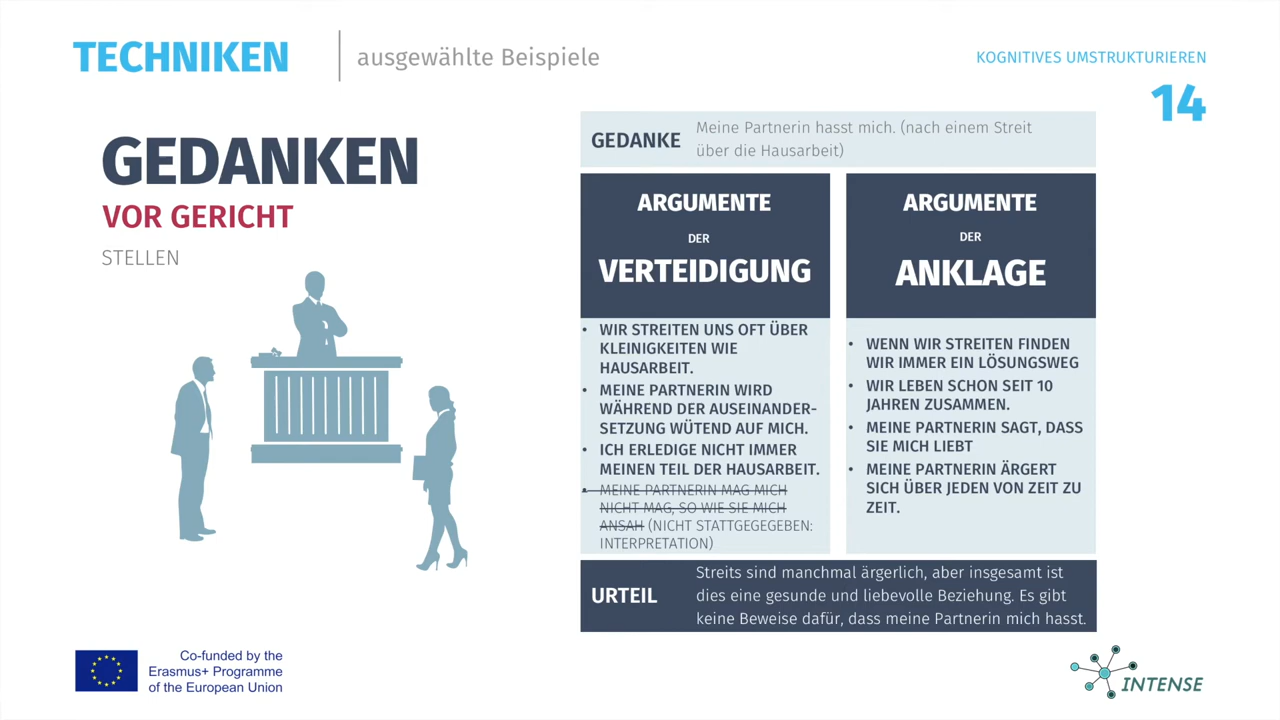 TECHNIKEN
ausgewählte Beispiele
KOGNITIVES UMSTRUKTURIEREN
14
GEDANKEN
VOR GERICHT
STELLEN
GEDANKE
Meine Partnerin hasst mich. (nach einem Streit
über die Hausarbeit)
ARGUMENTE
DER
VERTEIDIGUNG
• WIR STREITEN UNS OFT ÜBER
KLEINIGKEITEN WIE
HAUSARBEIT.
• MEINE PARTNERIN WIRD
WÄHREND DER AUSEINANDER-
SETZUNG WÜTEND AUF MICH.
• ICH ERLEDIGE NICHT IMMER
MEINEN TEIL DER HAUSARBEIT.
• MEINE PARTNERIN MAG MICH
NICHT MAG, SO WIE SIE MICH
ANSAH (NICHT STATTGEGEGEBEN:
INTERPRETATION)
ARGUMENTE
DER
ANKLAGE
• WENN WIR STREITEN FINDEN
WIR IMMER EIN LÖSUNGSWEG
• WIR LEBEN SCHON SEIT 10
JAHREN ZUSAMMEN.
• MEINE PARTNERIN SAGT, DASS
SIE MICH LIEBT
• MEINE PARTNERIN ÄRGERT
SICH ÜBER JEDEN VON ZEIT ZU
ZEIT.
URTEIL
Streits sind manchmal ärgerlich, aber insgesamt ist
dies eine gesunde und liebevolle Beziehung. Es gibt
keine Beweise dafür, dass meine Partnerin mich hasst.
Co-funded by the
Erasmus+ Programme
of the European Union
INTENSE